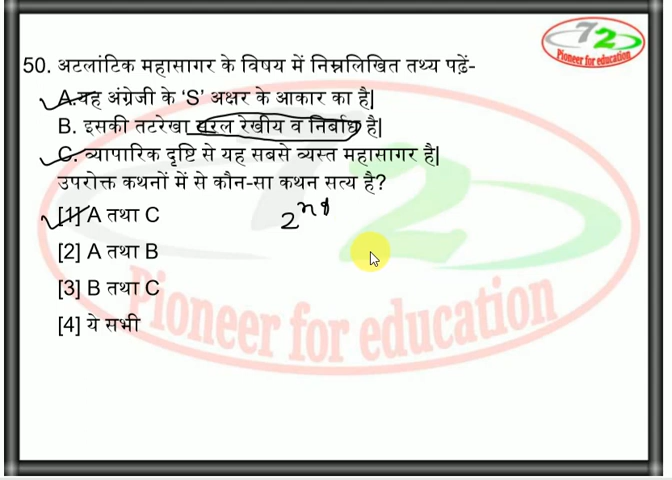 72
Pioneer for education
50. अटलांटिक महासागर के विषय में निम्नलिखित तथ्य पढ़ें-
A.यह अंग्रेजी के ‘S’ अक्षर के आकार का है|
B. इसकी तटरेखा सरल रेखीय व निर्बाध है|
C. व्यापारिक दृष्टि से यह सबसे व्यस्त महासागर है|
उपरोक्त कथनों में से कौन-सा कथन सत्य है?
[1] A तथा C
2nd
[2] A तथा B
[3] B तथा C
[4] ये सभी
72
Pioneer for education